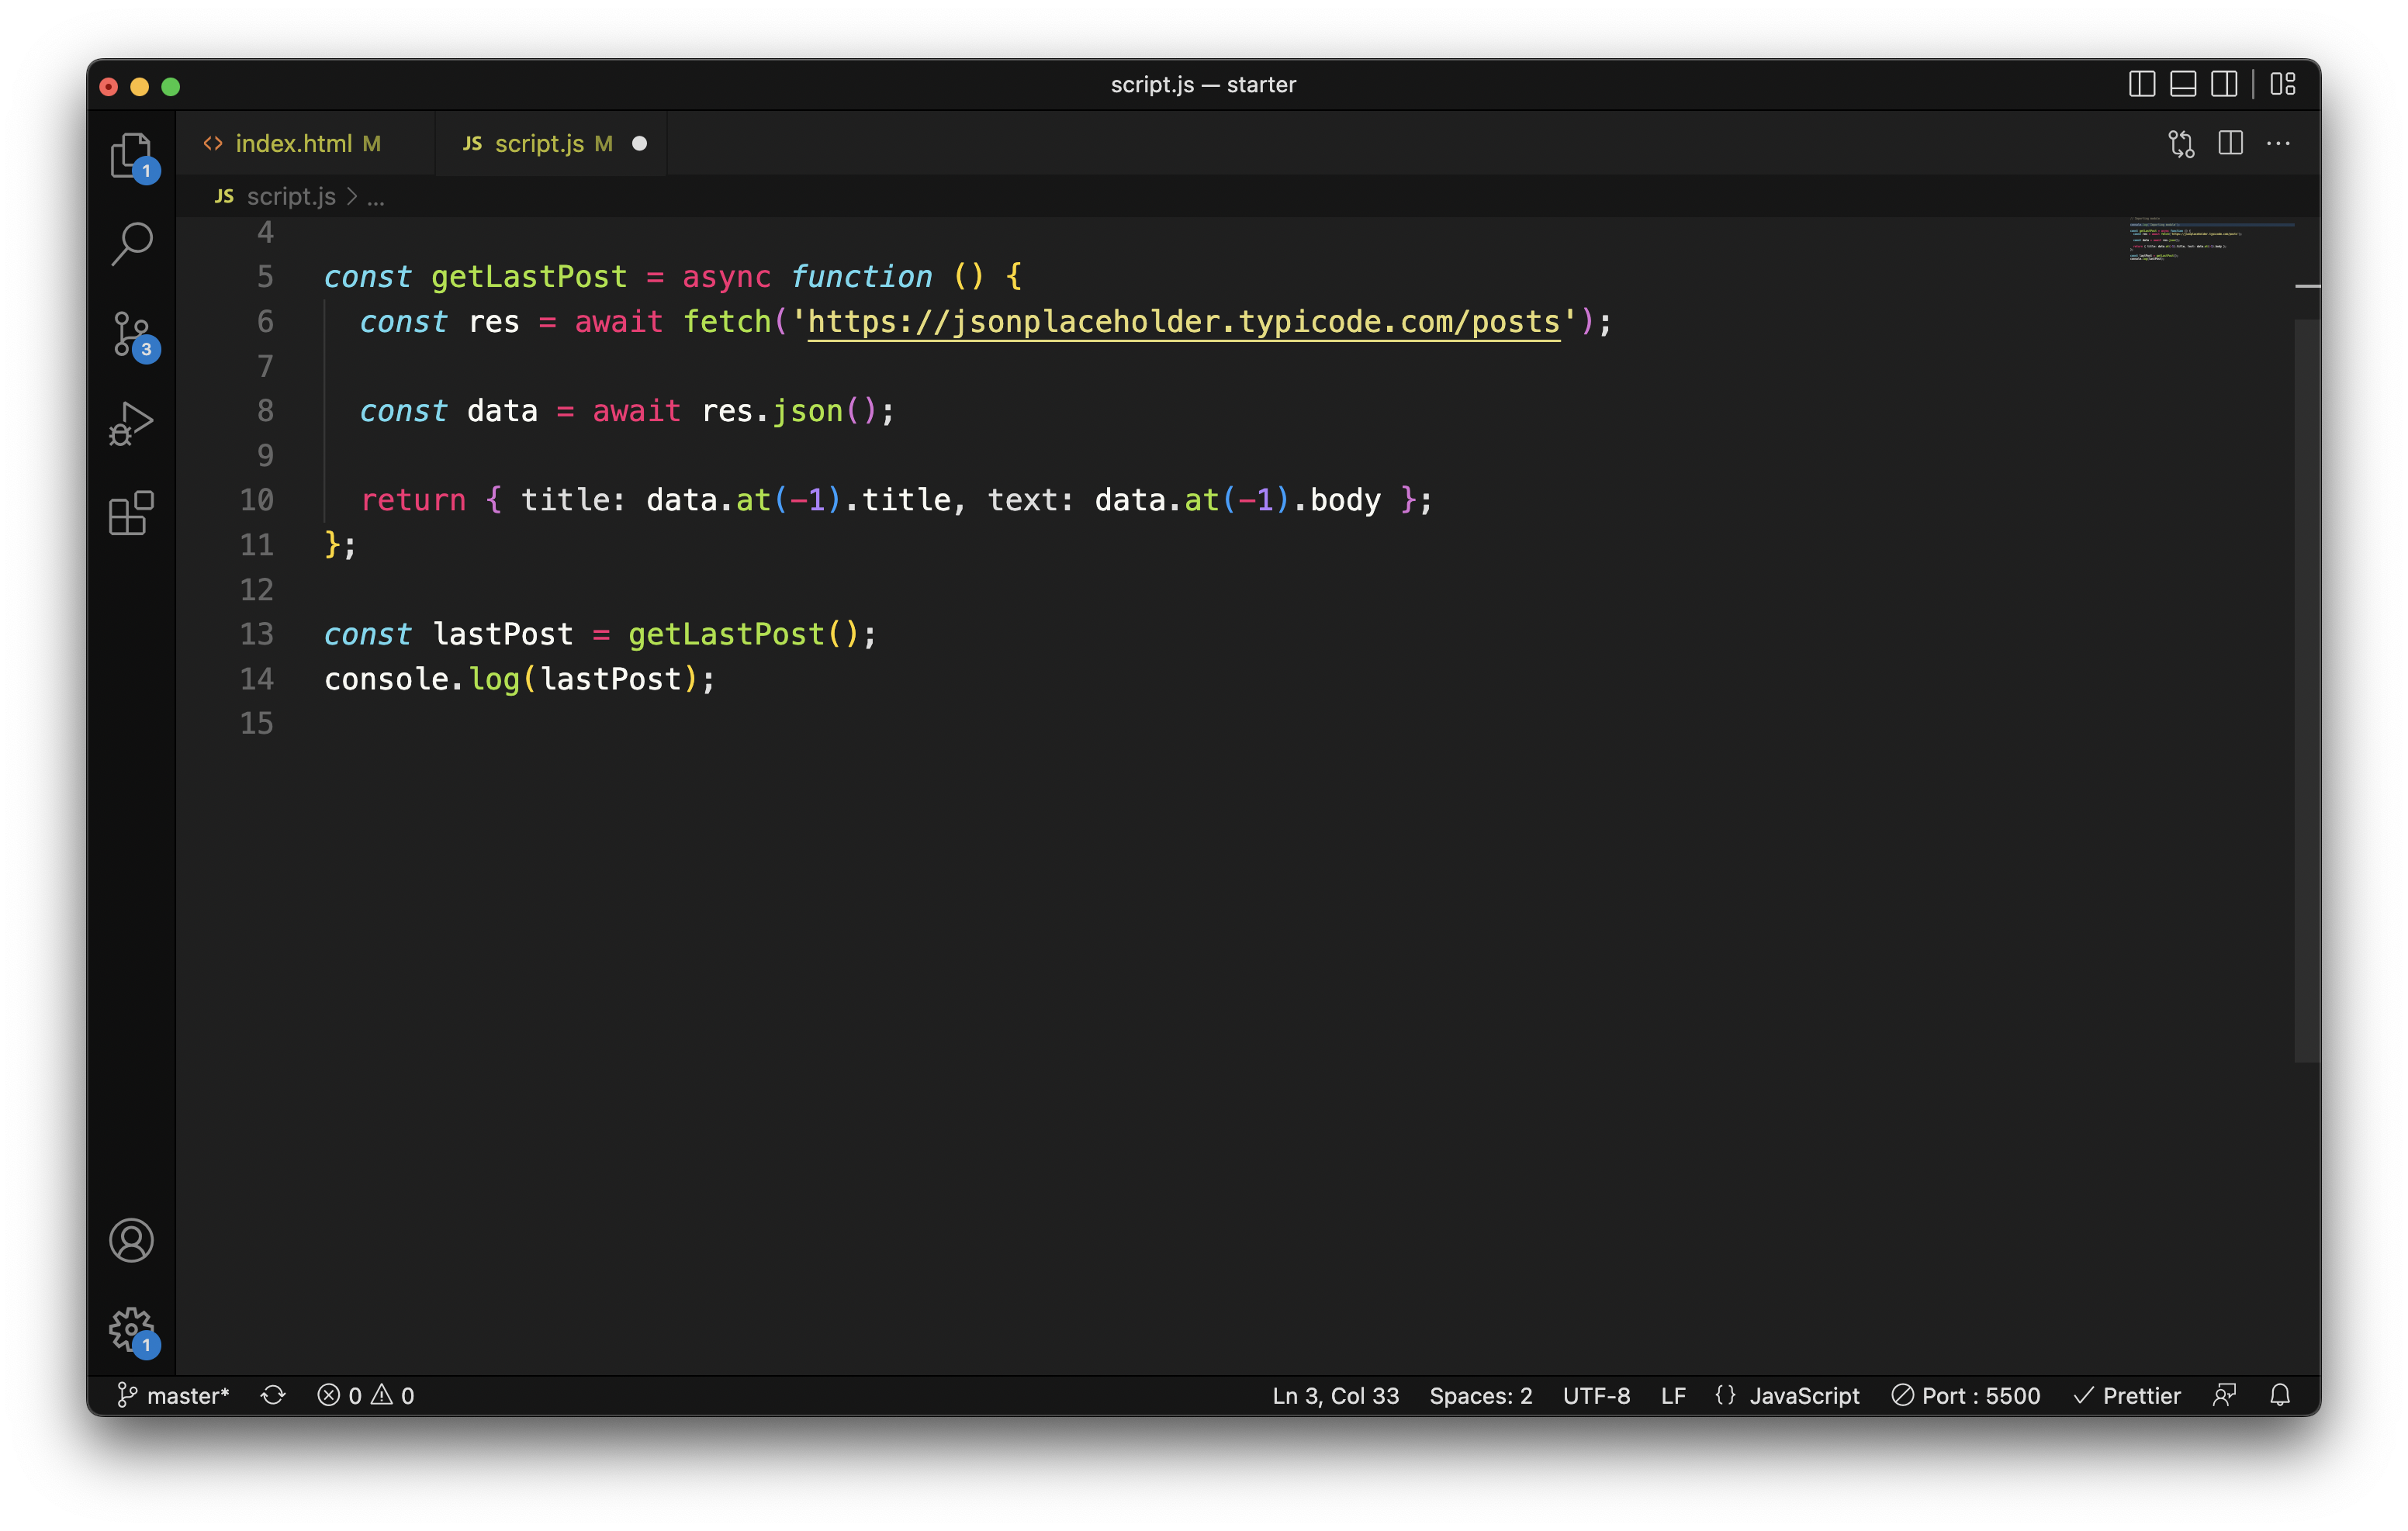 script.js — starter
index.html M
JS script.js M
JS script.js > ...
4
5 const getLastPost = async function () {
6 const res = await fetch('https://jsonplaceholder.typicode.com/posts');
7
8 const data = await res.json();
9
10 return { title: data.at(-1).title, text: data.at(-1).body };
11 };
12
13 const lastPost = getLastPost();
14 console.log(lastPost);
15
1
3
1
master* 0 0 Ln 3, Col 33 Spaces: 2 UTF-8 LF {} JavaScript Port : 5500 Prettier